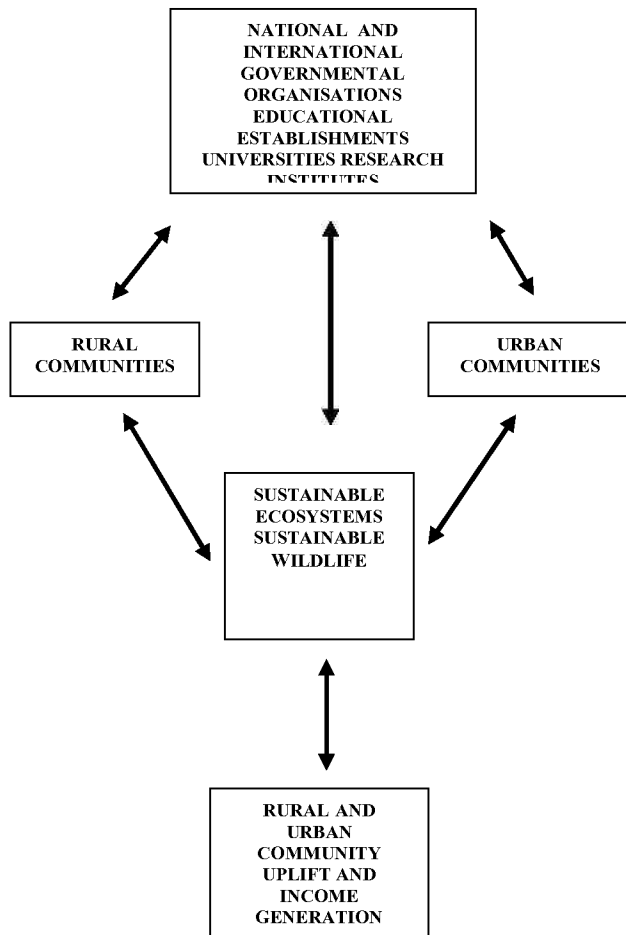 NATIONAL AND
INTERNATIONAL
GOVERNMENTAL
ORGANISATIONS
EDUCATIONAL
ESTABLISHMENTS
UNIVERSITIES RESEARCH
INSTITUTES
RURAL
COMMUNITIES
URBAN
COMMUNITIES
SUSTAINABLE
ECOSYSTEMS
SUSTAINABLE
WILDLIFE
RURAL AND
URBAN
COMMUNITY
UPLIFT AND
INCOME
GENERATION